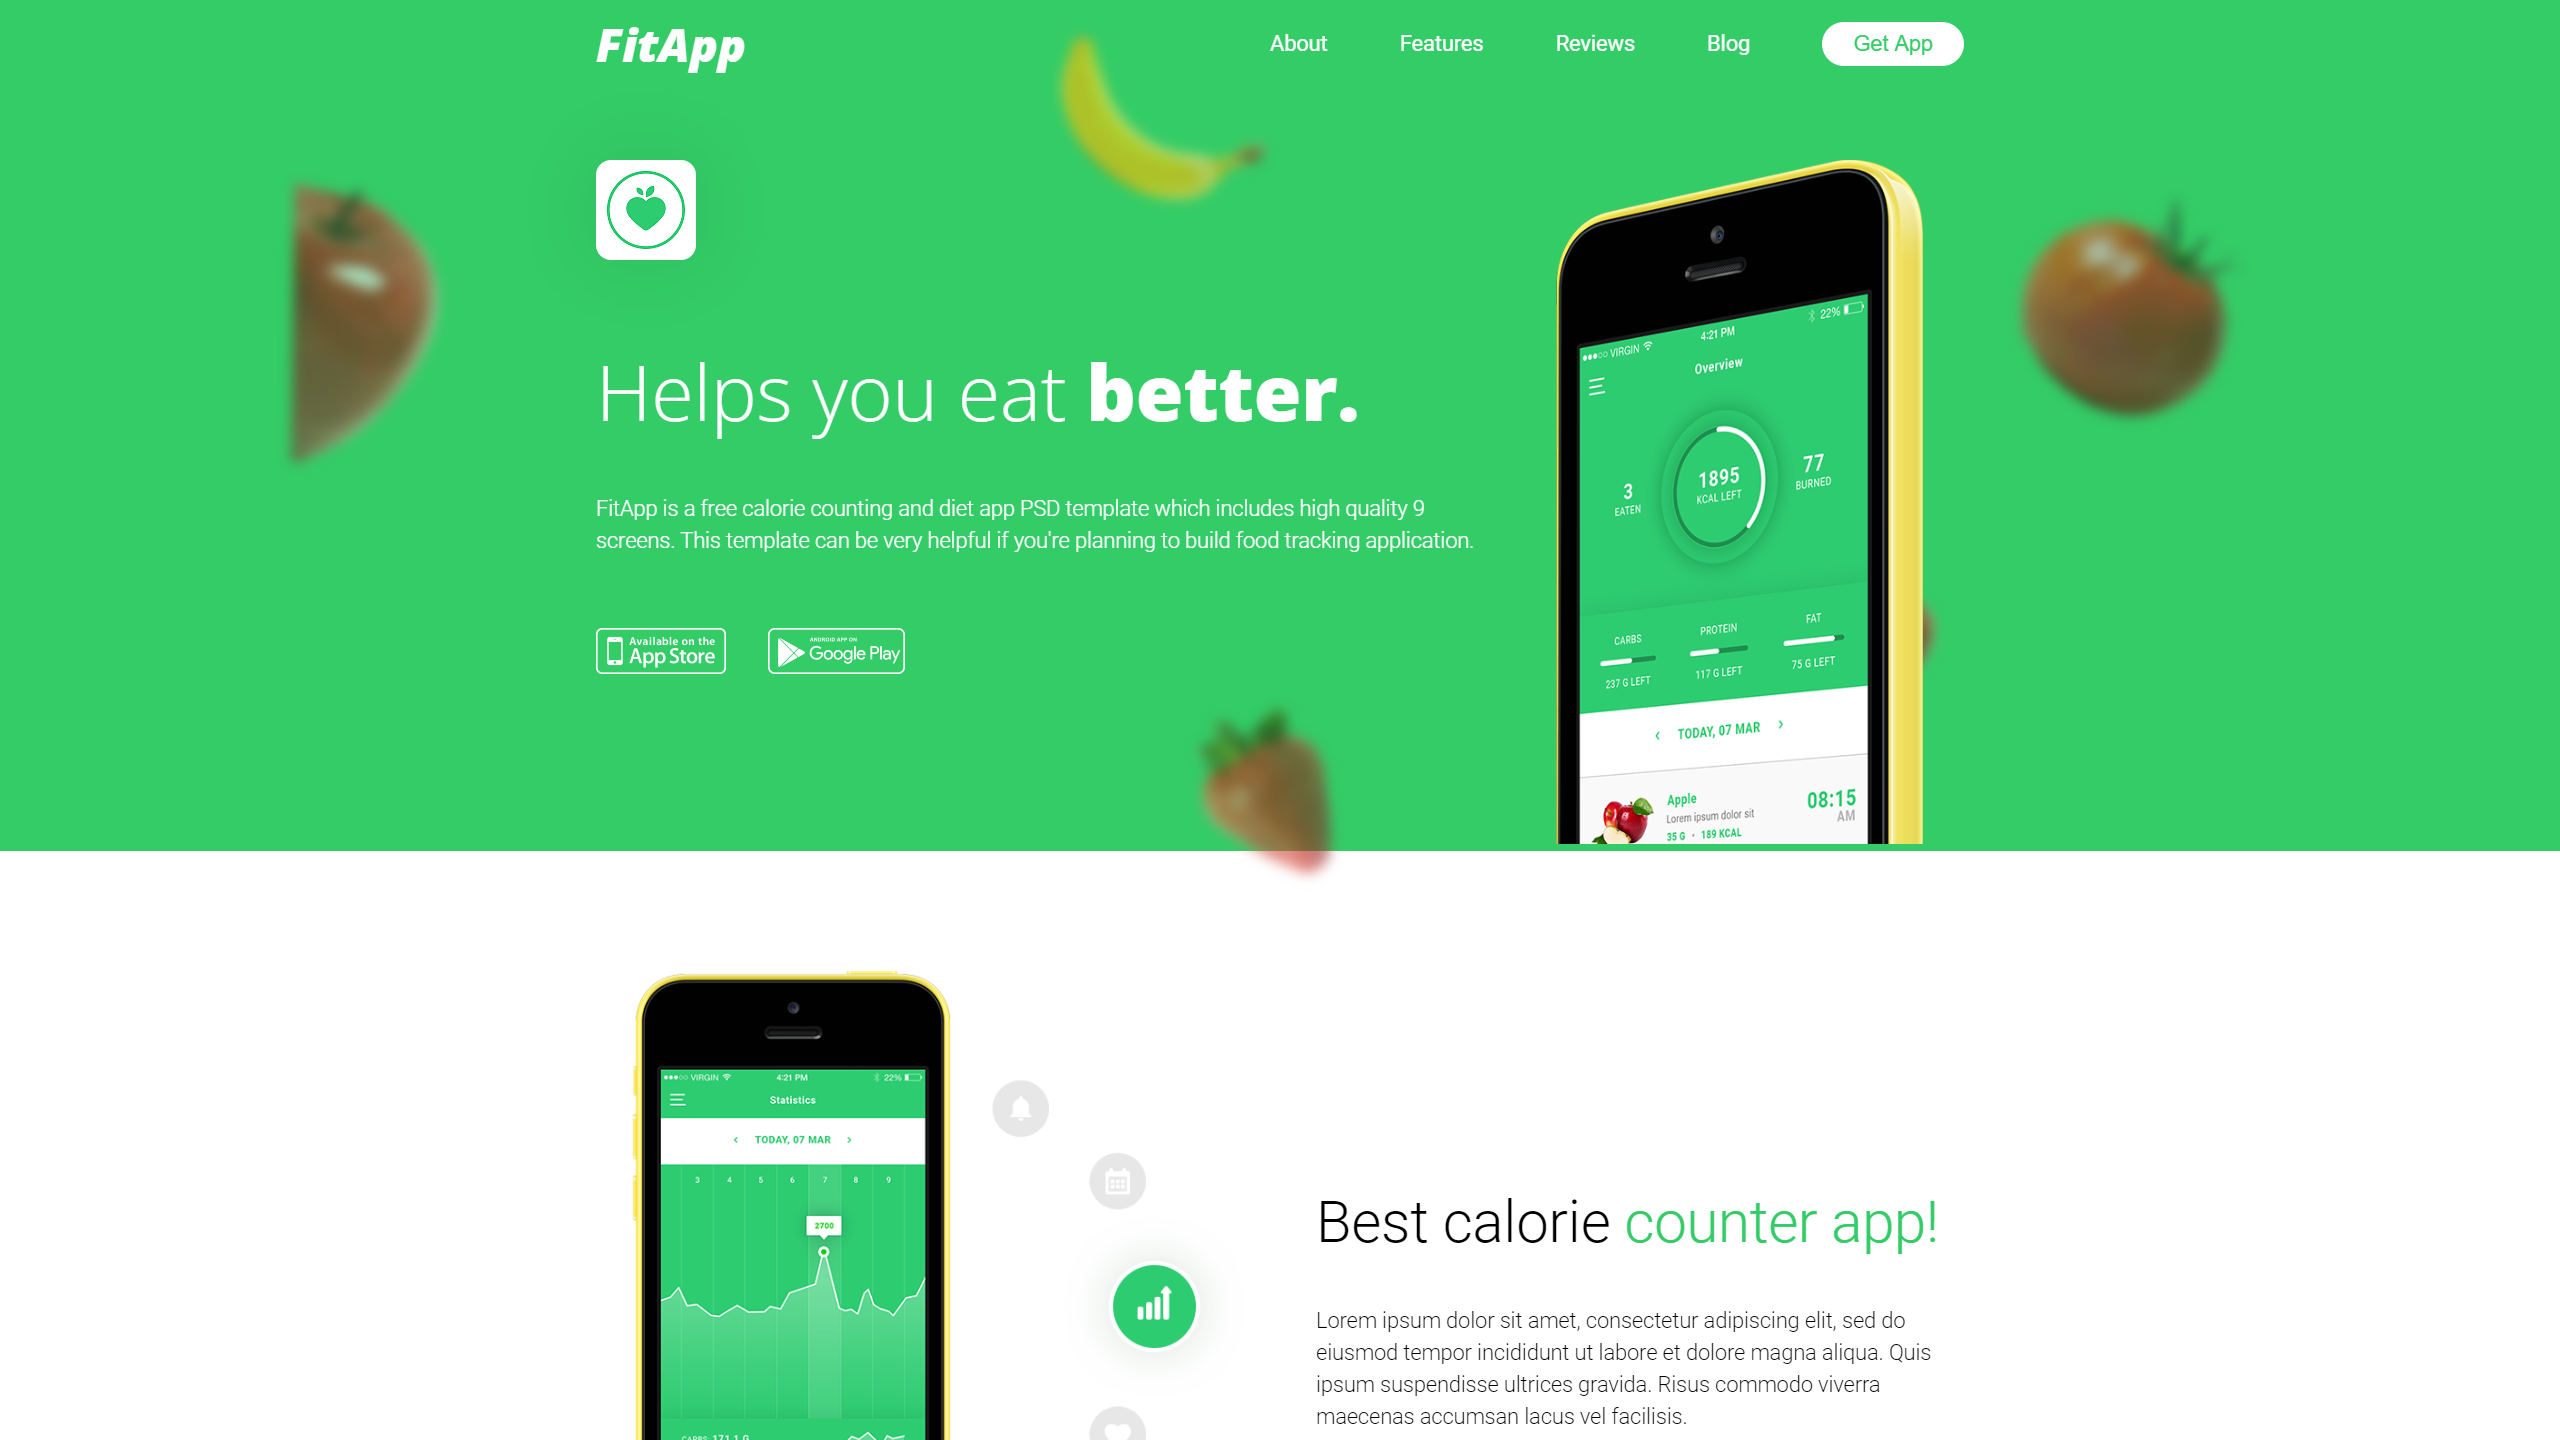 FitApp
About Features Reviews Blog Get App
Helps you eat better.
FitApp is a free calorie counting and diet app PSD template which includes high quality 9
screens. This template can be very helpful if you're planning to build food tracking application.
Available on the
App Store
ANDROID APP ON
Google Play
VIRGIN 4:21 PM 22%
Overview
3
EATEN
1895
KCAL LEFT
77
BURNED
CARBS PROTEIN FAT
237 G LEFT 117 G LEFT 75 G LEFT
‹ TODAY, 07 MAR ›
Apple
Lorem ipsum dolor sit
35 G • 189 KCAL
08:15
AM
VIRGIN 4:21 PM 22%
Statistics
‹ TODAY, 07 MAR ›
3 4 5 6 7 8 9
2700
CARBS: 171.1 G
Best calorie counter app!
Lorem ipsum dolor sit amet, consectetur adipiscing elit, sed do
eiusmod tempor incididunt ut labore et dolore magna aliqua. Quis
ipsum suspendisse ultrices gravida. Risus commodo viverra
maecenas accumsan lacus vel facilisis.